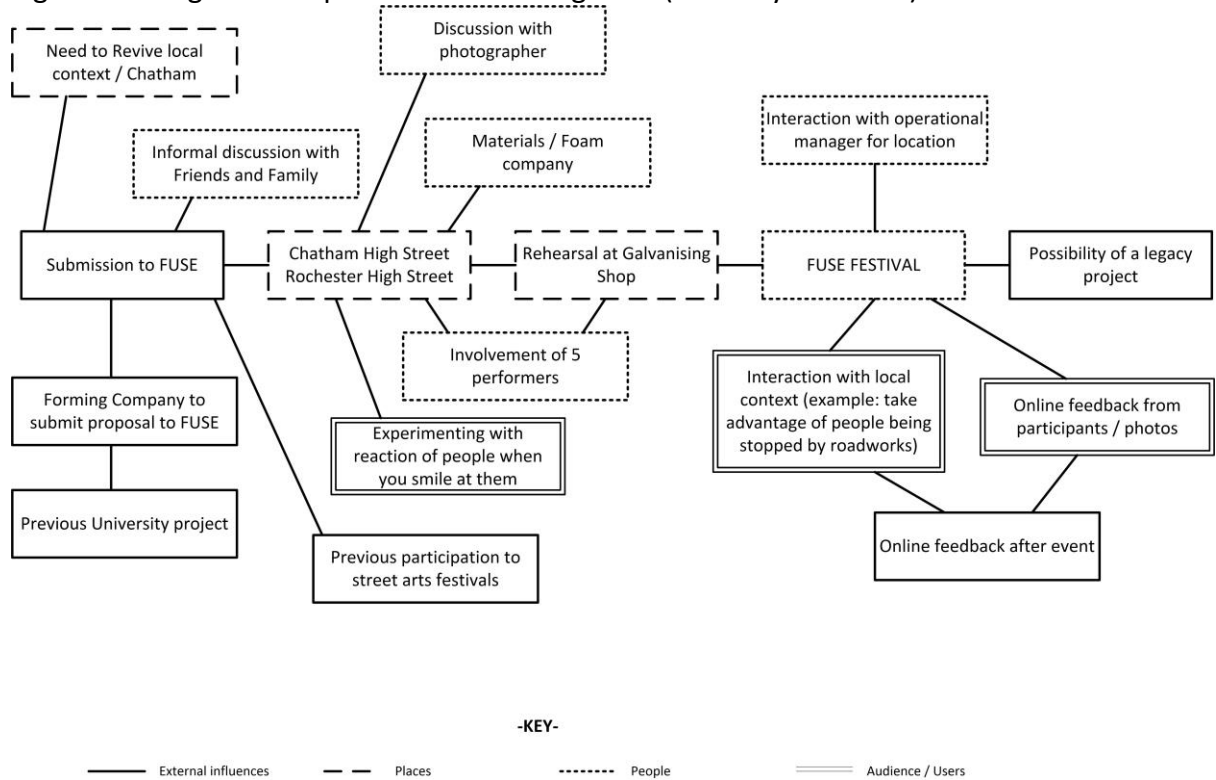 Need to Revive local
context / Chatham
Discussion with
photographer
Informal discussion with
Friends and Family
Materials / Foam
company
Interaction with operational
manager for location
Submission to FUSE
Chatham High Street
Rochester High Street
Rehearsal at Galvanising
Shop
FUSE FESTIVAL
Possibility of a legacy
project
Involvement of 5
performers
Forming Company to
submit proposal to FUSE
Experimenting with
reaction of people when
you smile at them
Interaction with local
context (example: take
advantage of people being
stopped by roadworks)
Online feedback from
participants / photos
Previous University project
Previous participation to
street arts festivals
Online feedback after event
-KEY-
External influences
Places
People
Audience / Users